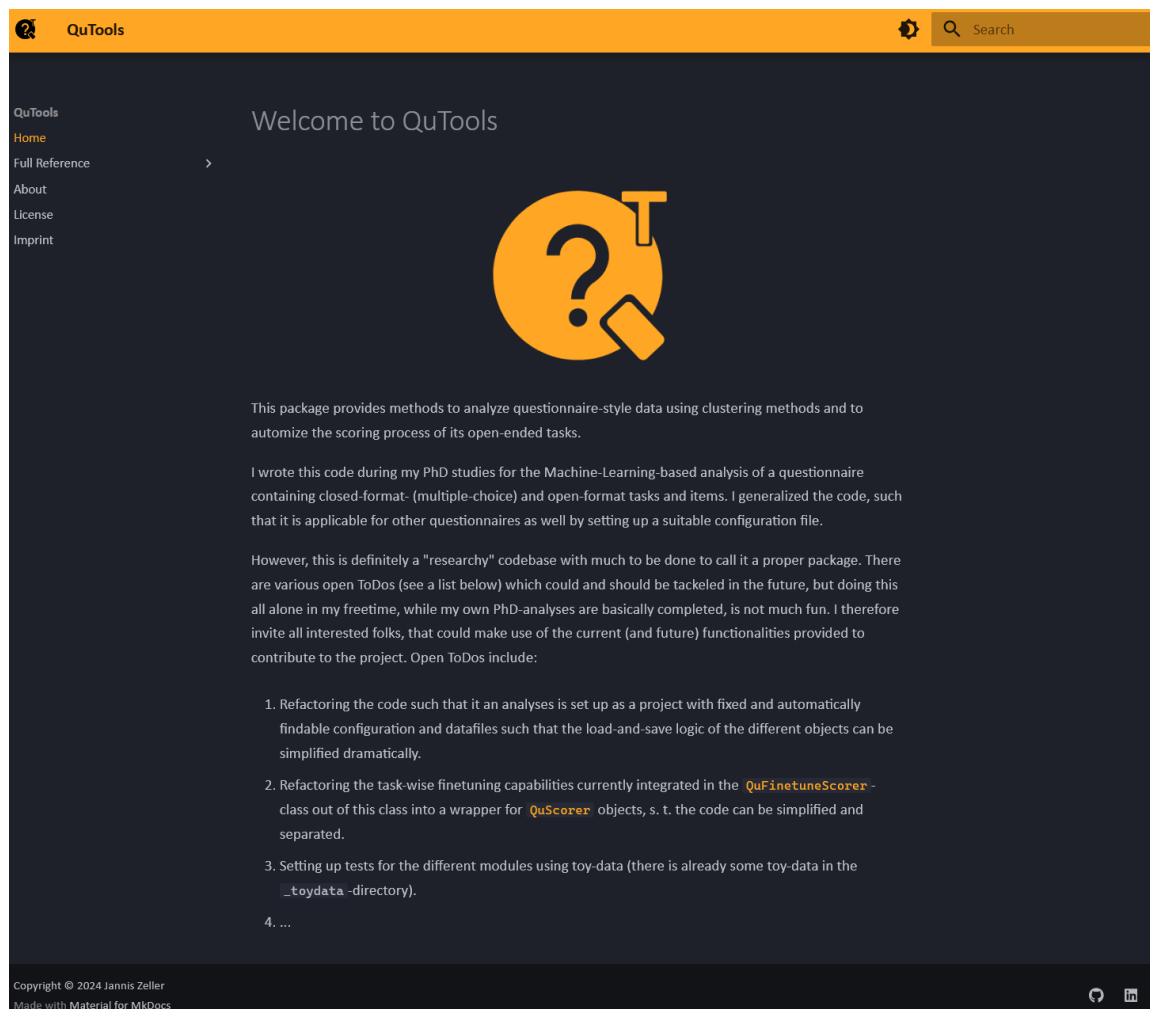 QuTools
Search
QuTools
Home
Full Reference
About
License
Imprint
Welcome to QuTools
?
T
This package provides methods to analyze questionnaire-style data using clustering methods and to
automize the scoring process of its open-ended tasks.
I wrote this code during my PhD studies for the Machine-Learning-based analysis of a questionnaire
containing closed-format- (multiple-choice) and open-format tasks and items. I generalized the code, such
that it is applicable for other questionnaires as well by setting up a suitable configuration file.
However, this is definitely a "researchy" codebase with much to be done to call it a proper package. There
are various open ToDos (see a list below) which could and should be tackeled in the future, but doing this
all alone in my freetime, while my own PhD-analyses are basically completed, is not much fun. I therefore
invite all interested folks, that could make use of the current (and future) functionalities provided to
contribute to the project. Open ToDos include:
1. Refactoring the code such that it an analyses is set up as a project with fixed and automatically
findable configuration and datafiles such that the load-and-save logic of the different objects can be
simplified dramatically.
2. Refactoring the task-wise finetuning capabilities currently integrated in the QuFinetuneScorer-
class out of this class into a wrapper for QuScorer objects, s. t. the code can be simplified and
separated.
3. Setting up tests for the different modules using toy-data (there is already some toy-data in the
_toydata-directory).
4. ...
Copyright © 2024 Jannis Zeller
Made with Material for MkDocs